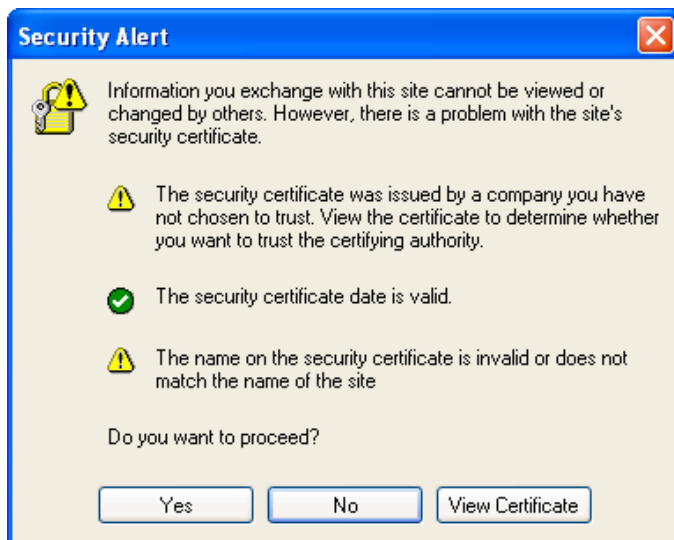 Security Alert
Information you exchange with this site cannot be viewed or
changed by others. However, there is a problem with the site's
security certificate.
The security certificate was issued by a company you have
not chosen to trust. View the certificate to determine whether
you want to trust the certifying authority.
The security certificate date is valid.
The name on the security certificate is invalid or does not
match the name of the site
Do you want to proceed?
Yes No View Certificate